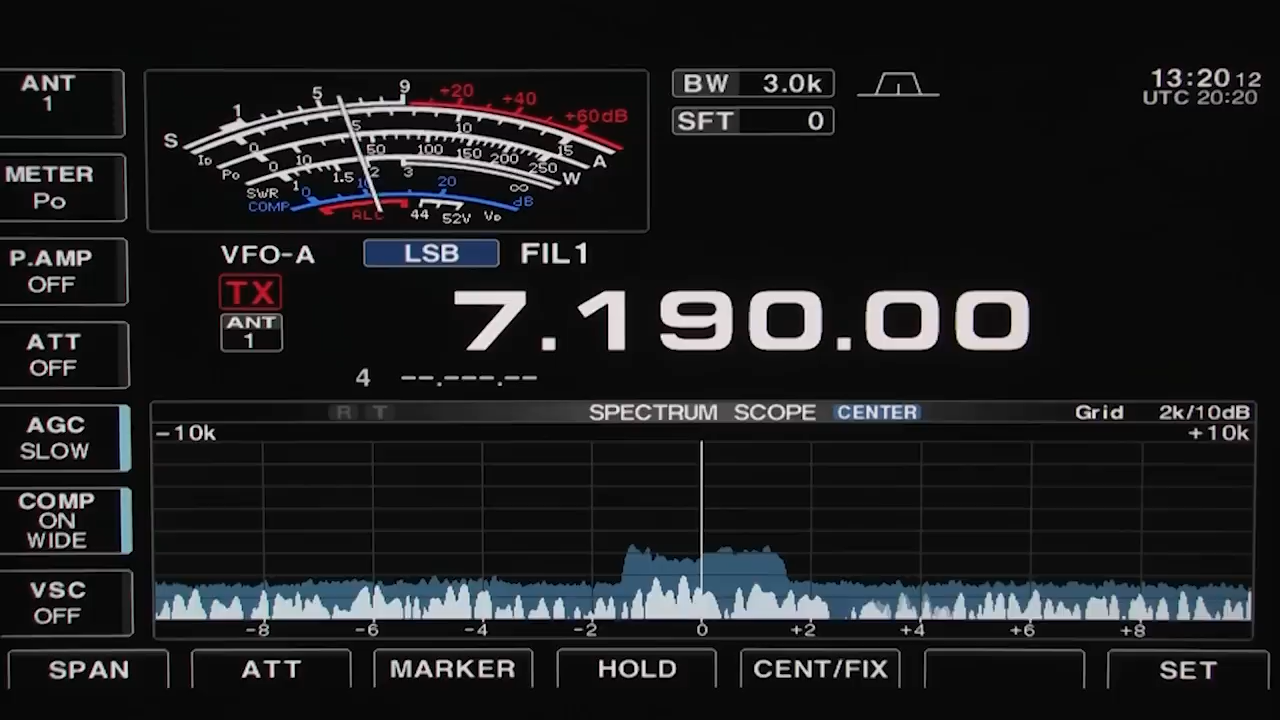 ANT
1
METER
Po
P.AMP
OFF
ATT
OFF
AGC
SLOW
COMP
ON
WIDE
VSC
OFF
S 1 5 9 +20 +40 +60dB
ID 0 5 10 15 A
Po 0 10 50 100 150 200 250 W
SWR 1 1.5 2 3 ∞
COMP 0 10 20 dB
ALC 44 52V VD
BW 3.0k
SFT 0
13:20 12
UTC 20:20
VFO-A LSB FIL1
TX
ANT
1
7.190.00
4 --.---.--
R T SPECTRUM SCOPE CENTER Grid 2k/10dB
-10k +10k
-8 -6 -4 -2 0 +2 +4 +6 +8
SPAN ATT MARKER HOLD CENT/FIX SET